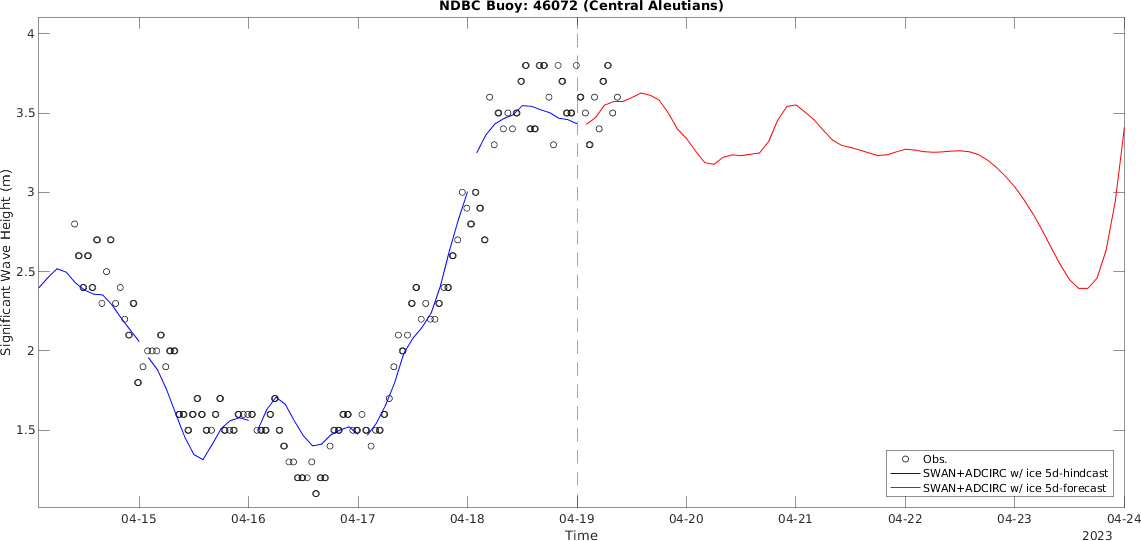 NDBC Buoy: 46072 (Central Aleutians)
Significant Wave Height (m)
4
3.5
3
2.5
2
1.5
Obs.
SWAN+ADCIRC w/ ice 5d-hindcast
SWAN+ADCIRC w/ ice 5d-forecast
04-15 04-16 04-17 04-18 04-19 04-20 04-21 04-22 04-23 04-24
Time
2023